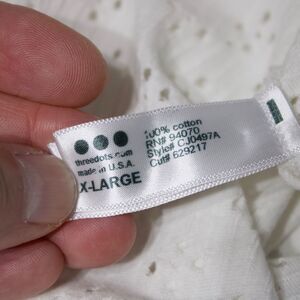 threedots.com
made in U.S.A.
X-LARGE
100% cotton
RN# 94070
Style# CJ0497A
Cut# 629217